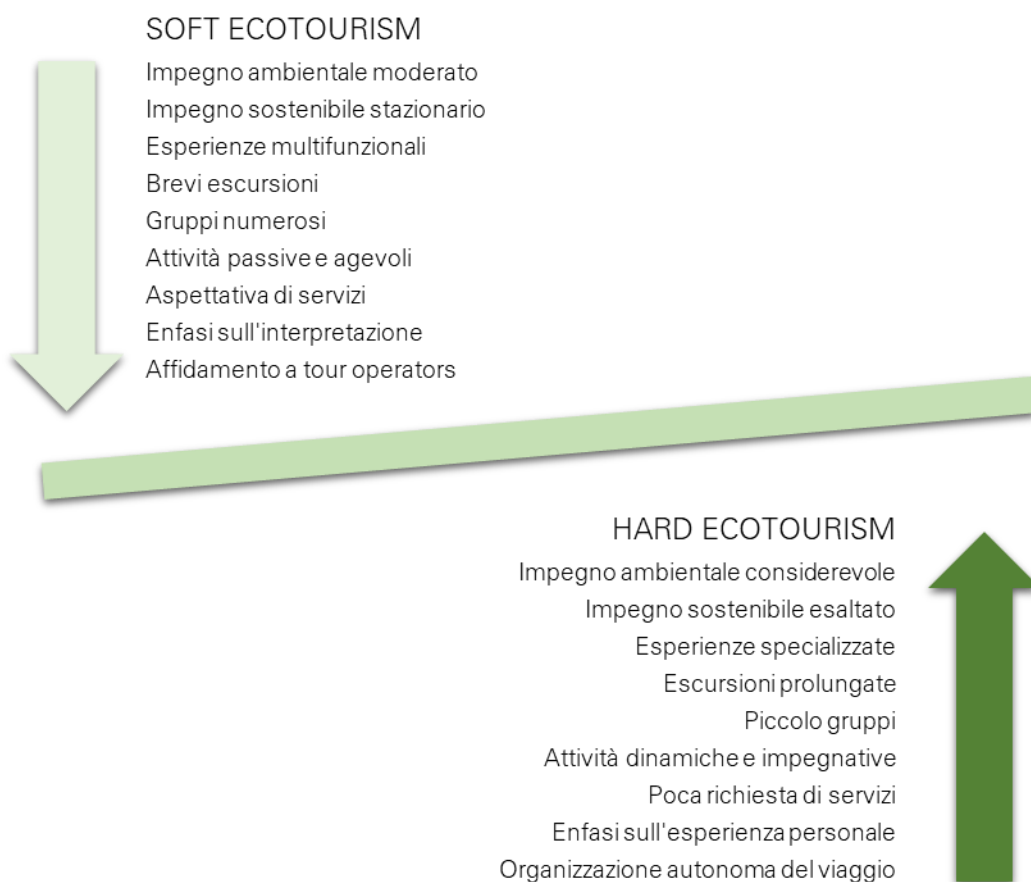 SOFT ECOTOURISM
Impegno ambientale moderato
Impegno sostenibile stazionario
Esperienze multifunzionali
Brevi escursioni
Gruppi numerosi
Attività passive e agevoli
Aspettativa di servizi
Enfasi sull'interpretazione
Affidamento a tour operators
HARD ECOTOURISM
Impegno ambientale considerevole
Impegno sostenibile esaltato
Esperienze specializzate
Escursioni prolungate
Piccolo gruppi
Attività dinamiche e impegnative
Poca richiesta di servizi
Enfasi sull'esperienza personale
Organizzazione autonoma del viaggio